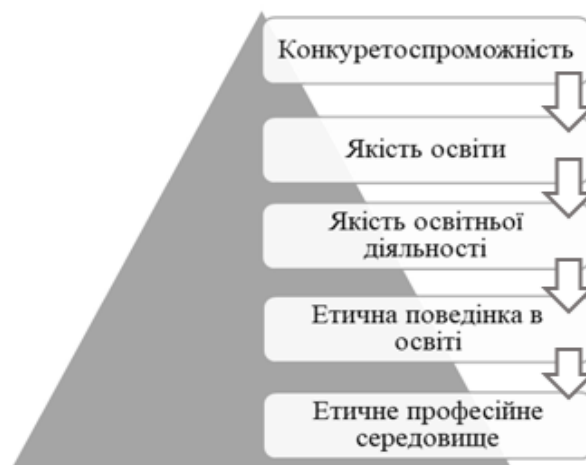 Конкуретоспроможність
Якість освіти
Якість освітньої
діяльності
Етична поведінка в
освіті
Етичне професійне
середовище